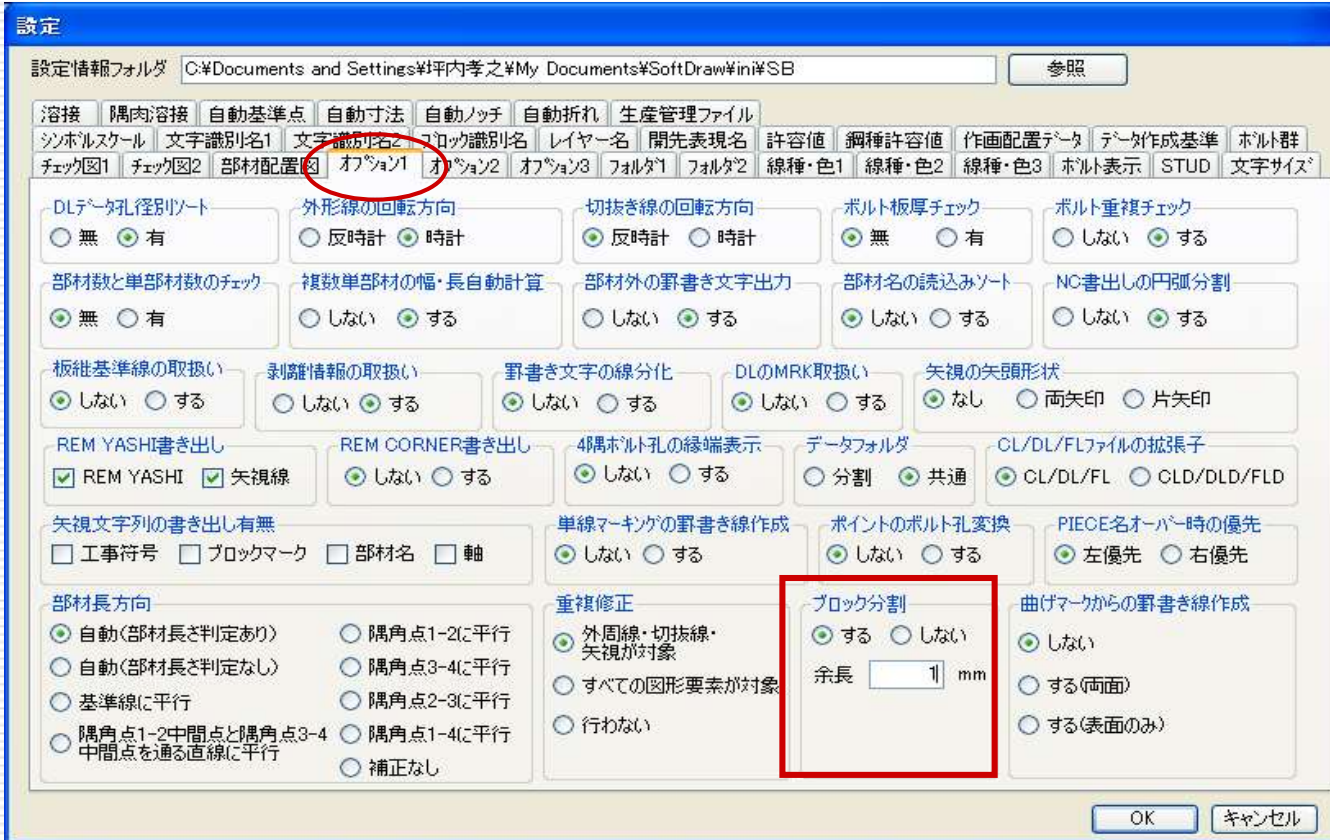 設定
設定情報フォルダ C:¥Documents and Settings¥坪内孝之¥My Documents¥SoftDraw¥ini¥SB 参照
溶接 隅肉溶接 自動基準点 自動寸法 自動ノッチ 自動折れ 生産管理ファイル
シンボルスケール 文字識別名1 文字識別名2 ブロック識別名 レイヤー名 開先表現名 許容値 鋼種許容値 作画配置データ データ作成基準 ボルト群
チェック図1 チェック図2 部材配置図 オプション1 オプション2 オプション3 フォルダ1 フォルダ2 線種・色1 線種・色2 線種・色3 ボルト表示 STUD 文字サイズ
DLデータ孔径別ソート 外形線の回転方向 切抜き線の回転方向 ボルト板厚チェック ボルト重複チェック
無 有 反時計 時計 反時計 時計 無 有 しない する
部材数と単部材数のチェック 複数単部材の幅・長自動計算 部材外の罫書き文字出力 部材名の読込みソート NC書出しの円弧分割
無 有 しない する しない する しない する しない する
板継基準線の取扱い 剥離情報の取扱い 罫書き文字の線分化 DLのMRK取扱い 矢視の矢頭形状
しない する しない する しない する しない する なし 両矢印 片矢印
REM YASHI書き出し REM CORNER書き出し 4隅ボルト孔の縁端表示 データフォルダ CL/DL/FLファイルの拡張子
REM YASHI 矢視線 しない する しない する 分割 共通 CL/DL/FL CLD/DLD/FLD
矢視文字列の書き出し有無 単線マーキングの罫書き線作成 ポイントのボルト孔変換 PIECE名オーバー時の優先
工事符号 ブロックマーク 部材名 軸 しない する しない する 左優先 右優先
部材長方向 重複修正 ブロック分割 曲げマークからの罫書き線作成
自動(部材長さ判定あり) 隅角点1-2に平行 外周線・切抜線・ する しない しない
矢視が対象
自動(部材長さ判定なし) 隅角点3-4に平行 すべての図形要素が対象 余長 1 mm する(両面)
基準線に平行 隅角点2-3に平行 行わない する(表面のみ)
隅角点1-2中間点と隅角点3-4 隅角点1-4に平行
中間点を通る直線に平行
補正なし
OK キャンセル